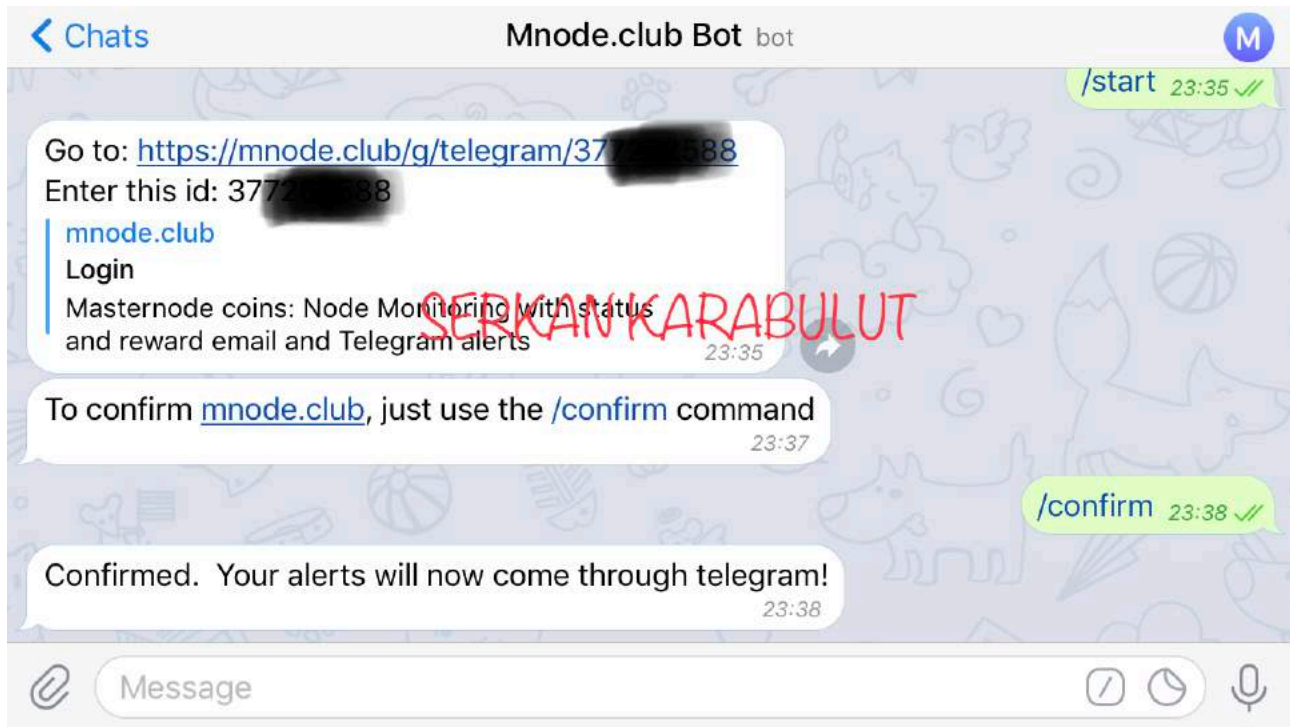 Chats
Mnode.club Bot bot
M
/start 23:35
Go to: https://mnode.club/g/telegram/37 88
Enter this id: 377 88
mnode.club
Login
Masternode coins: Node Monitoring with status
and reward email and Telegram alerts
23:35
SERKAN KARABULUT
To confirm mnode.club, just use the /confirm command
23:37
/confirm 23:38
Confirmed. Your alerts will now come through telegram!
23:38
Message